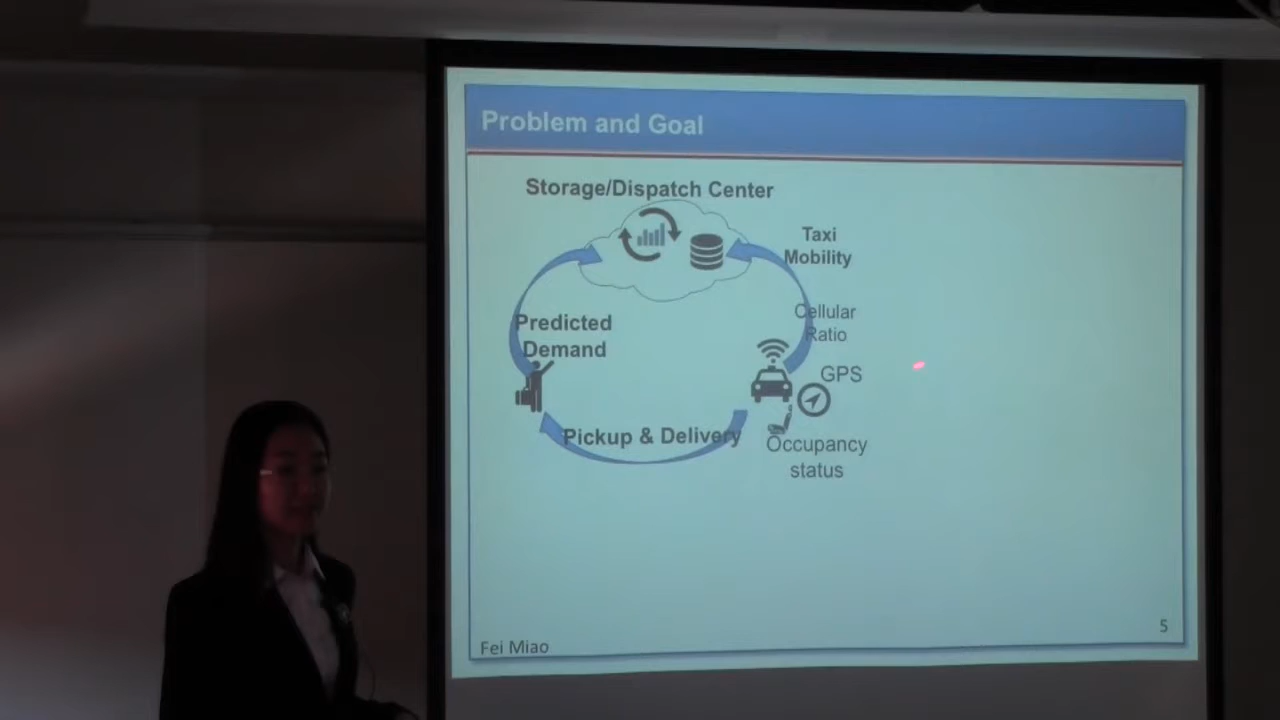 Problem and Goal
Storage/Dispatch Center
Taxi
Mobility
Cellular
Ratio
Predicted
Demand
GPS
Pickup & Delivery
Occupancy
status
5
Fei Miao